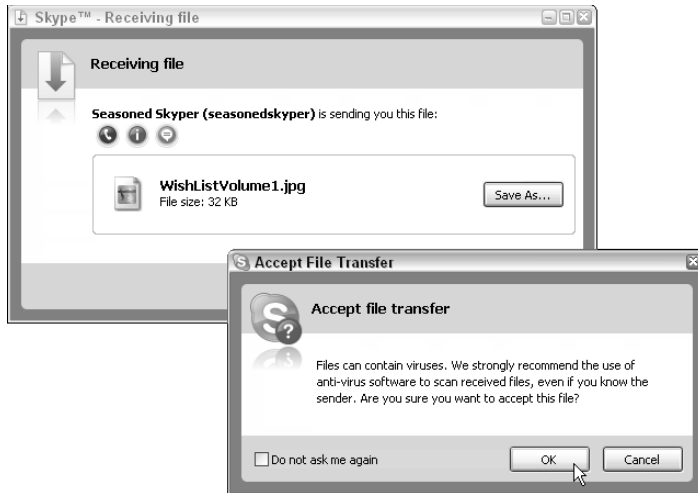 Skype™ - Receiving file
Receiving file
Seasoned Skyper (seasonedskyper) is sending you this file:
WishListVolume1.jpg
File size: 32 KB
Save As...
Accept File Transfer
Accept file transfer
Files can contain viruses. We strongly recommend the use of
anti-virus software to scan received files, even if you know the
sender. Are you sure you want to accept this file?
Do not ask me again
OK
Cancel